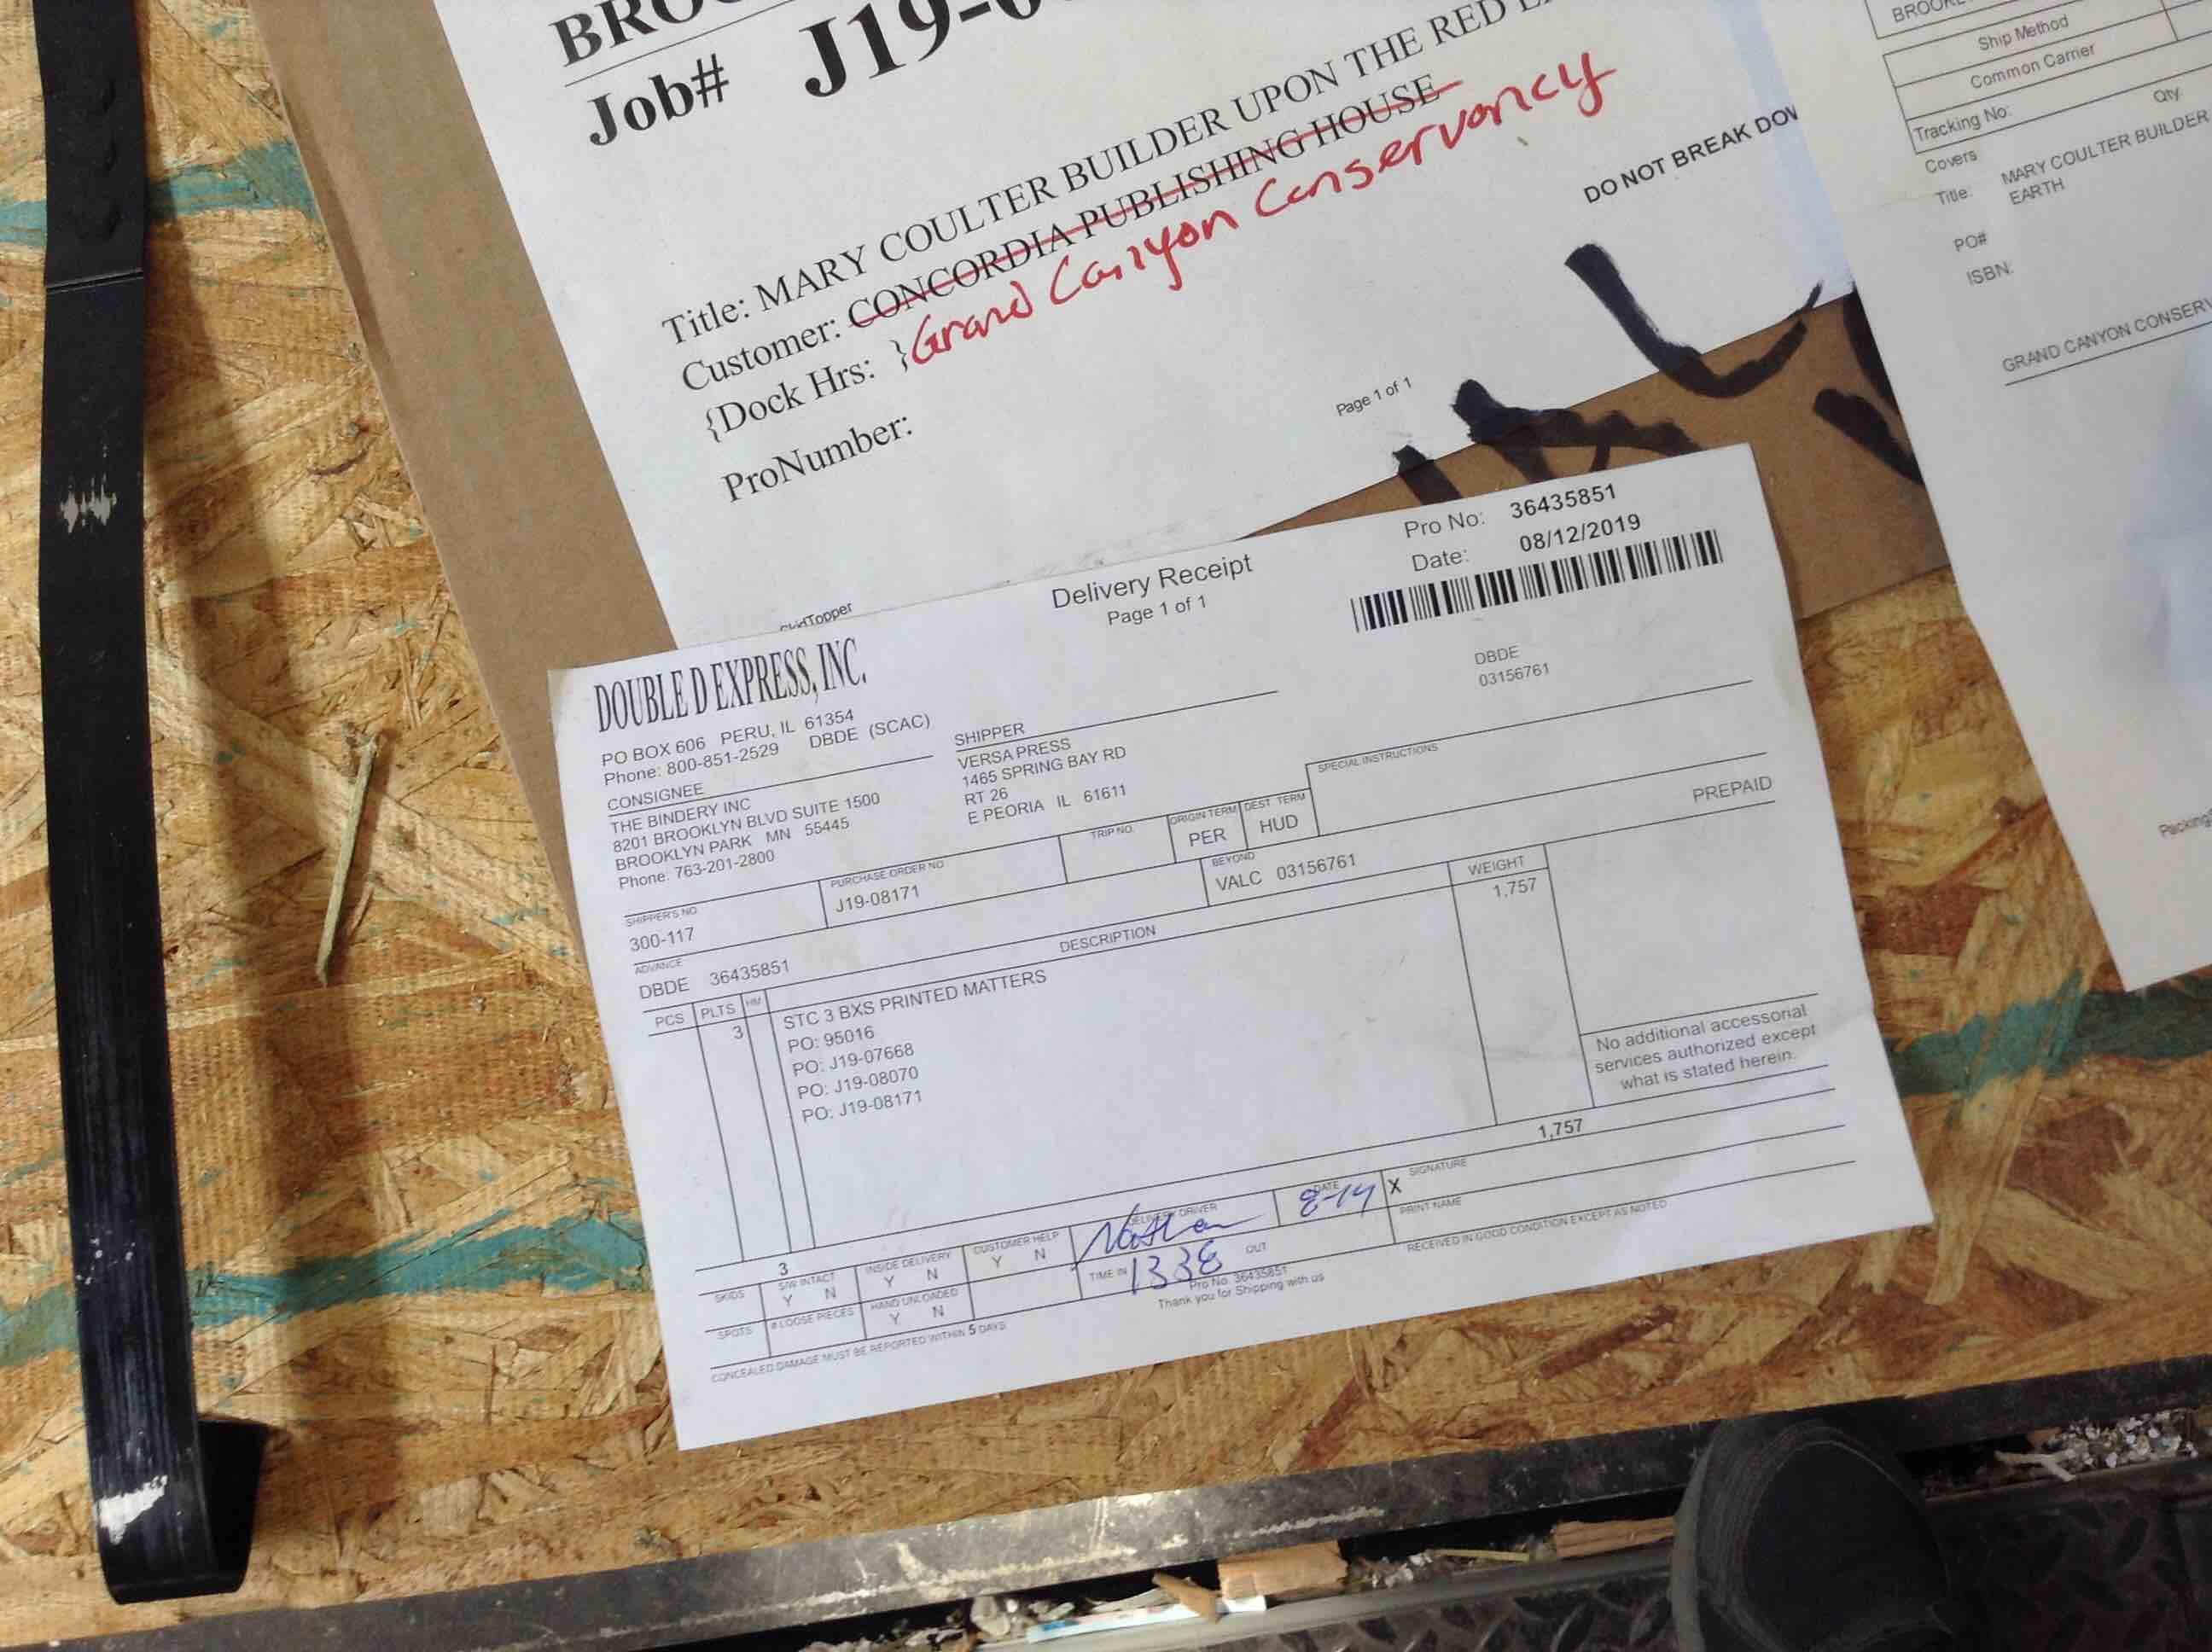 Job# J19-
Title: MARY COULTER BUILDER UPON THE RED
Customer: CONCORDIA PUBLISHING HOUSE
Grand Canyon Conservancy
{Dock Hrs: }
ProNumber:
DO NOT BREAK
Page 1 of 1
SkidTopper
Ship Method
Common Carrier
Tracking No:
Qty
Covers
Title: MARY COULTER BUILDER
EARTH
PO#
ISBN:
GRAND CANYON
Delivery Receipt
Page 1 of 1
Pro No: 36435851
Date: 08/12/2019
DBDE
03156761
DOUBLE D EXPRESS, INC.
PO BOX 606 PERU, IL 61354
Phone: 800-851-2529 DBDE (SCAC)
CONSIGNEE
THE BINDERY INC
8201 BROOKLYN BLVD SUITE 1500
BROOKLYN PARK MN 55445
Phone: 763-201-2800
SHIPPER
VERSA PRESS
1465 SPRING BAY RD
RT 26
E PEORIA IL 61611
SPECIAL INSTRUCTIONS
PREPAID
SHIPPER'S NO
300-117
PURCHASE ORDER NO
J19-08171
TRIP NO.
ORIGIN TERM
PER
DEST TERM
HUD
ADVANCE
DBDE 36435851
BEYOND
VALC 03156761
PCS PLTS HM DESCRIPTION WEIGHT
3 STC 3 BXS PRINTED MATTERS 1,757
PO: 95016
PO: J19-07668
PO: J19-08070
PO: J19-08171
No additional accessorial
services authorized except
what is stated herein.
3 1,757
SKIDS
S/W INTACT
Y N
INSIDE DELIVERY
Y N
CUSTOMER HELP
Y N
DELIVERY DRIVER
DATE
8-14
X SIGNATURE
PRINT NAME
RECEIVED IN GOOD CONDITION EXCEPT AS NOTED
SPOTS
# LOOSE PIECES
HAND UNLOADED
Y N
TIME IN 1338 OUT
Pro No. 36435851
Thank you for Shipping with us
CONCEALED DAMAGE MUST BE REPORTED WITHIN 5 DAYS